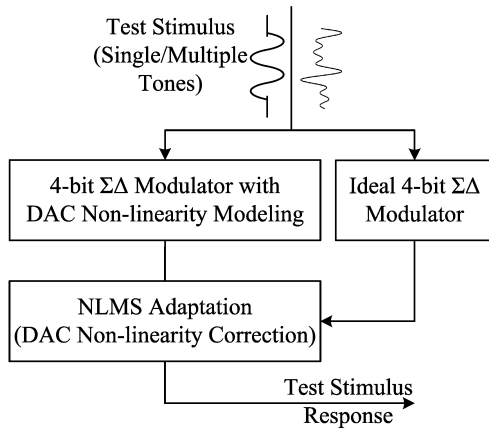 Test Stimulus
(Single/Multiple
Tones)
4-bit ΣΔ Modulator with
DAC Non-linearity Modeling
Ideal 4-bit ΣΔ
Modulator
NLMS Adaptation
(DAC Non-linearity Correction)
Test Stimulus
Response